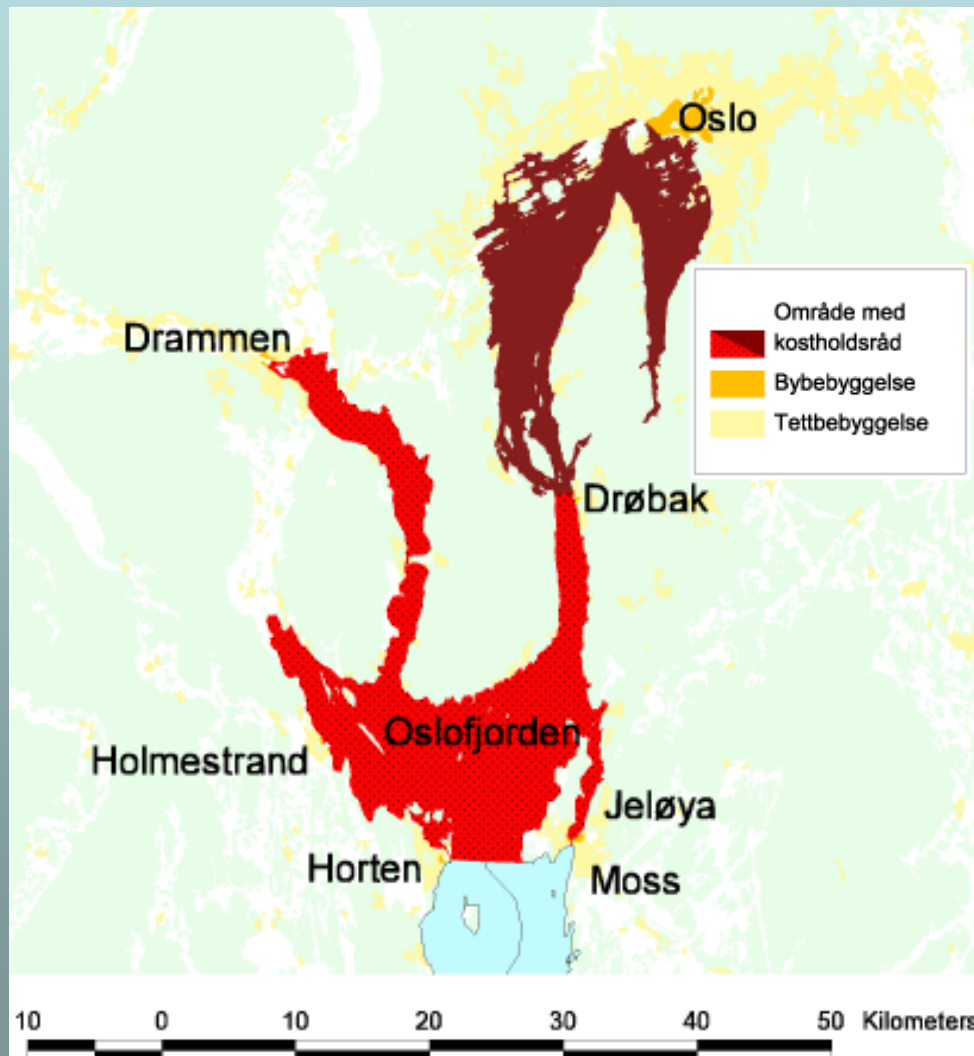 Oslo
Område med
kostholdsråd
Bybebyggelse
Tettbebyggelse
Drammen
Drøbak
Oslofjorden
Holmestrand
Jeløya
Horten
Moss
10 0 10 20 30 40 50 Kilometers